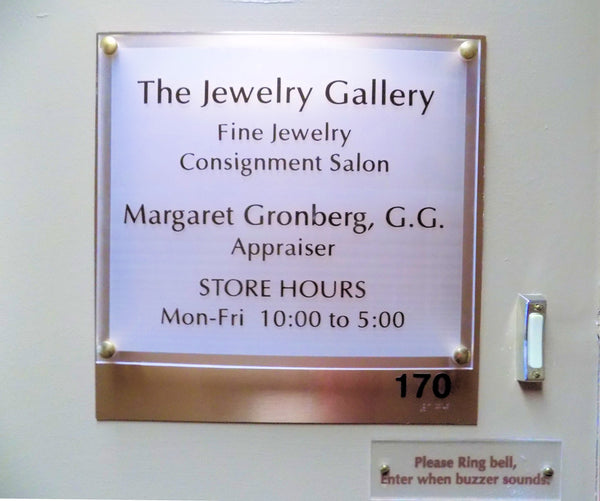 The Jewelry Gallery
Fine Jewelry
Consignment Salon
Margaret Gronberg, G.G.
Appraiser
STORE HOURS
Mon-Fri 10:00 to 5:00
170
Please Ring bell,
Enter when buzzer sounds.